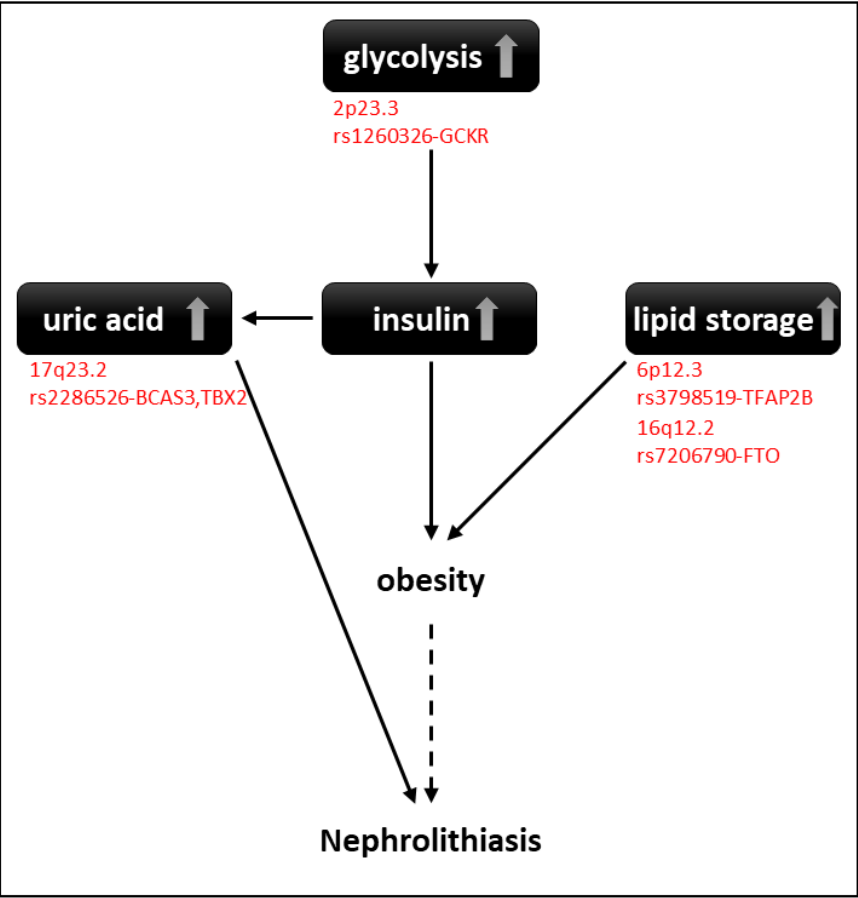 glycolysis
2p23.3
rs1260326-GCKR
uric acid
insulin
lipid storage
17q23.2
rs2286526-BCAS3,TBX2
6p12.3
rs3798519-TFAP2B
16q12.2
rs7206790-FTO
obesity
Nephrolithiasis